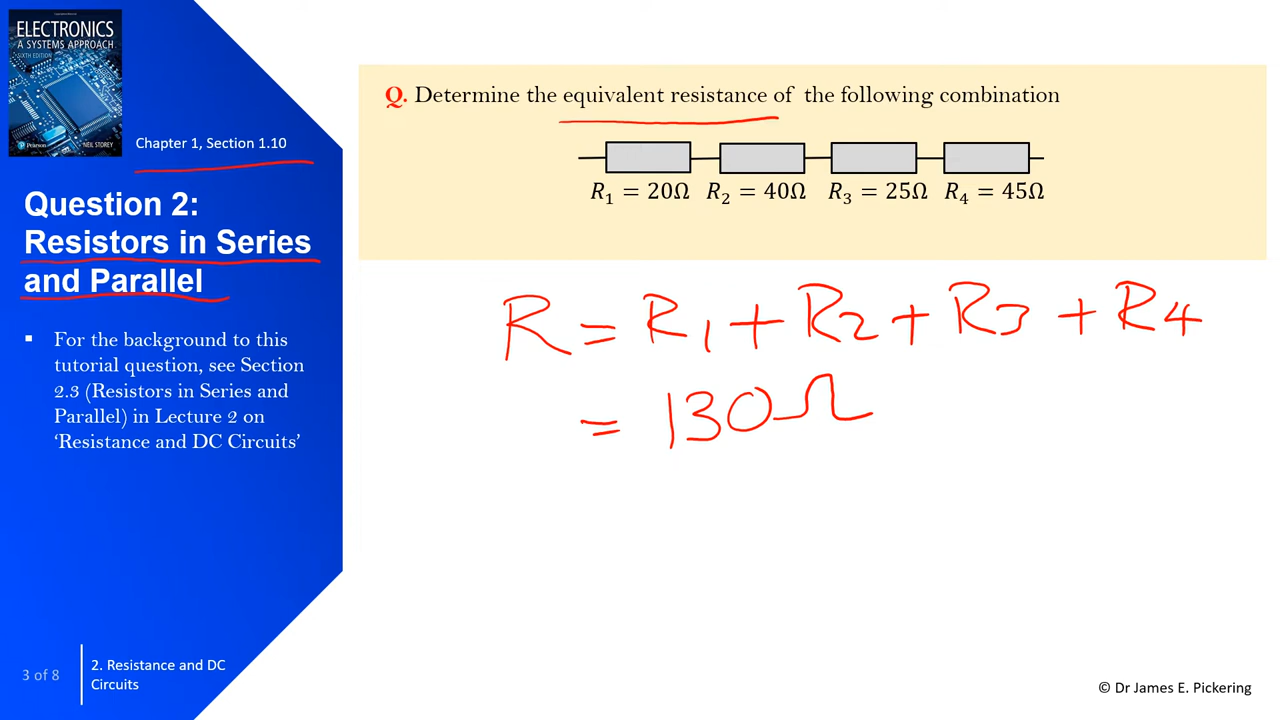 ELECTRONICS
A SYSTEMS APPROACH
SIXTH EDITION
Pearson
NEIL STOREY
Chapter 1, Section 1.10
Question 2:
Resistors in Series
and Parallel
▪ For the background to this
tutorial question, see Section
2.3 (Resistors in Series and
Parallel) in Lecture 2 on
‘Resistance and DC Circuits’
3 of 8
2. Resistance and DC
Circuits
Q. Determine the equivalent resistance of the following combination
R₁ = 20Ω R₂ = 40Ω R₃ = 25Ω R₄ = 45Ω
R = R1 + R2 + R3 + R4
= 130Ω
© Dr James E. Pickering